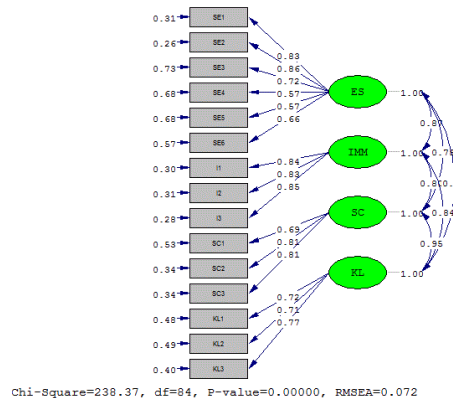 0.31 SE1
0.26 SE2
0.83
0.73 SE3
0.86
0.72
0.68 SE4
0.57
ES 1.00
0.68 SE5
0.57
0.87
0.57 SE6
0.66
IMM 1.00
0.30 I1
0.84
0.31 I2
0.83
0.28 I3
0.85
SC 1.00
0.84
0.53 SC1
0.69
0.34 SC2
0.81
0.95
0.34 SC3
0.81
KL 1.00
0.48 KL1
0.72
0.49 KL2
0.71
0.40 KL3
0.77
Chi-Square=238.37, df=84, P-value=0.00000, RMSEA=0.072